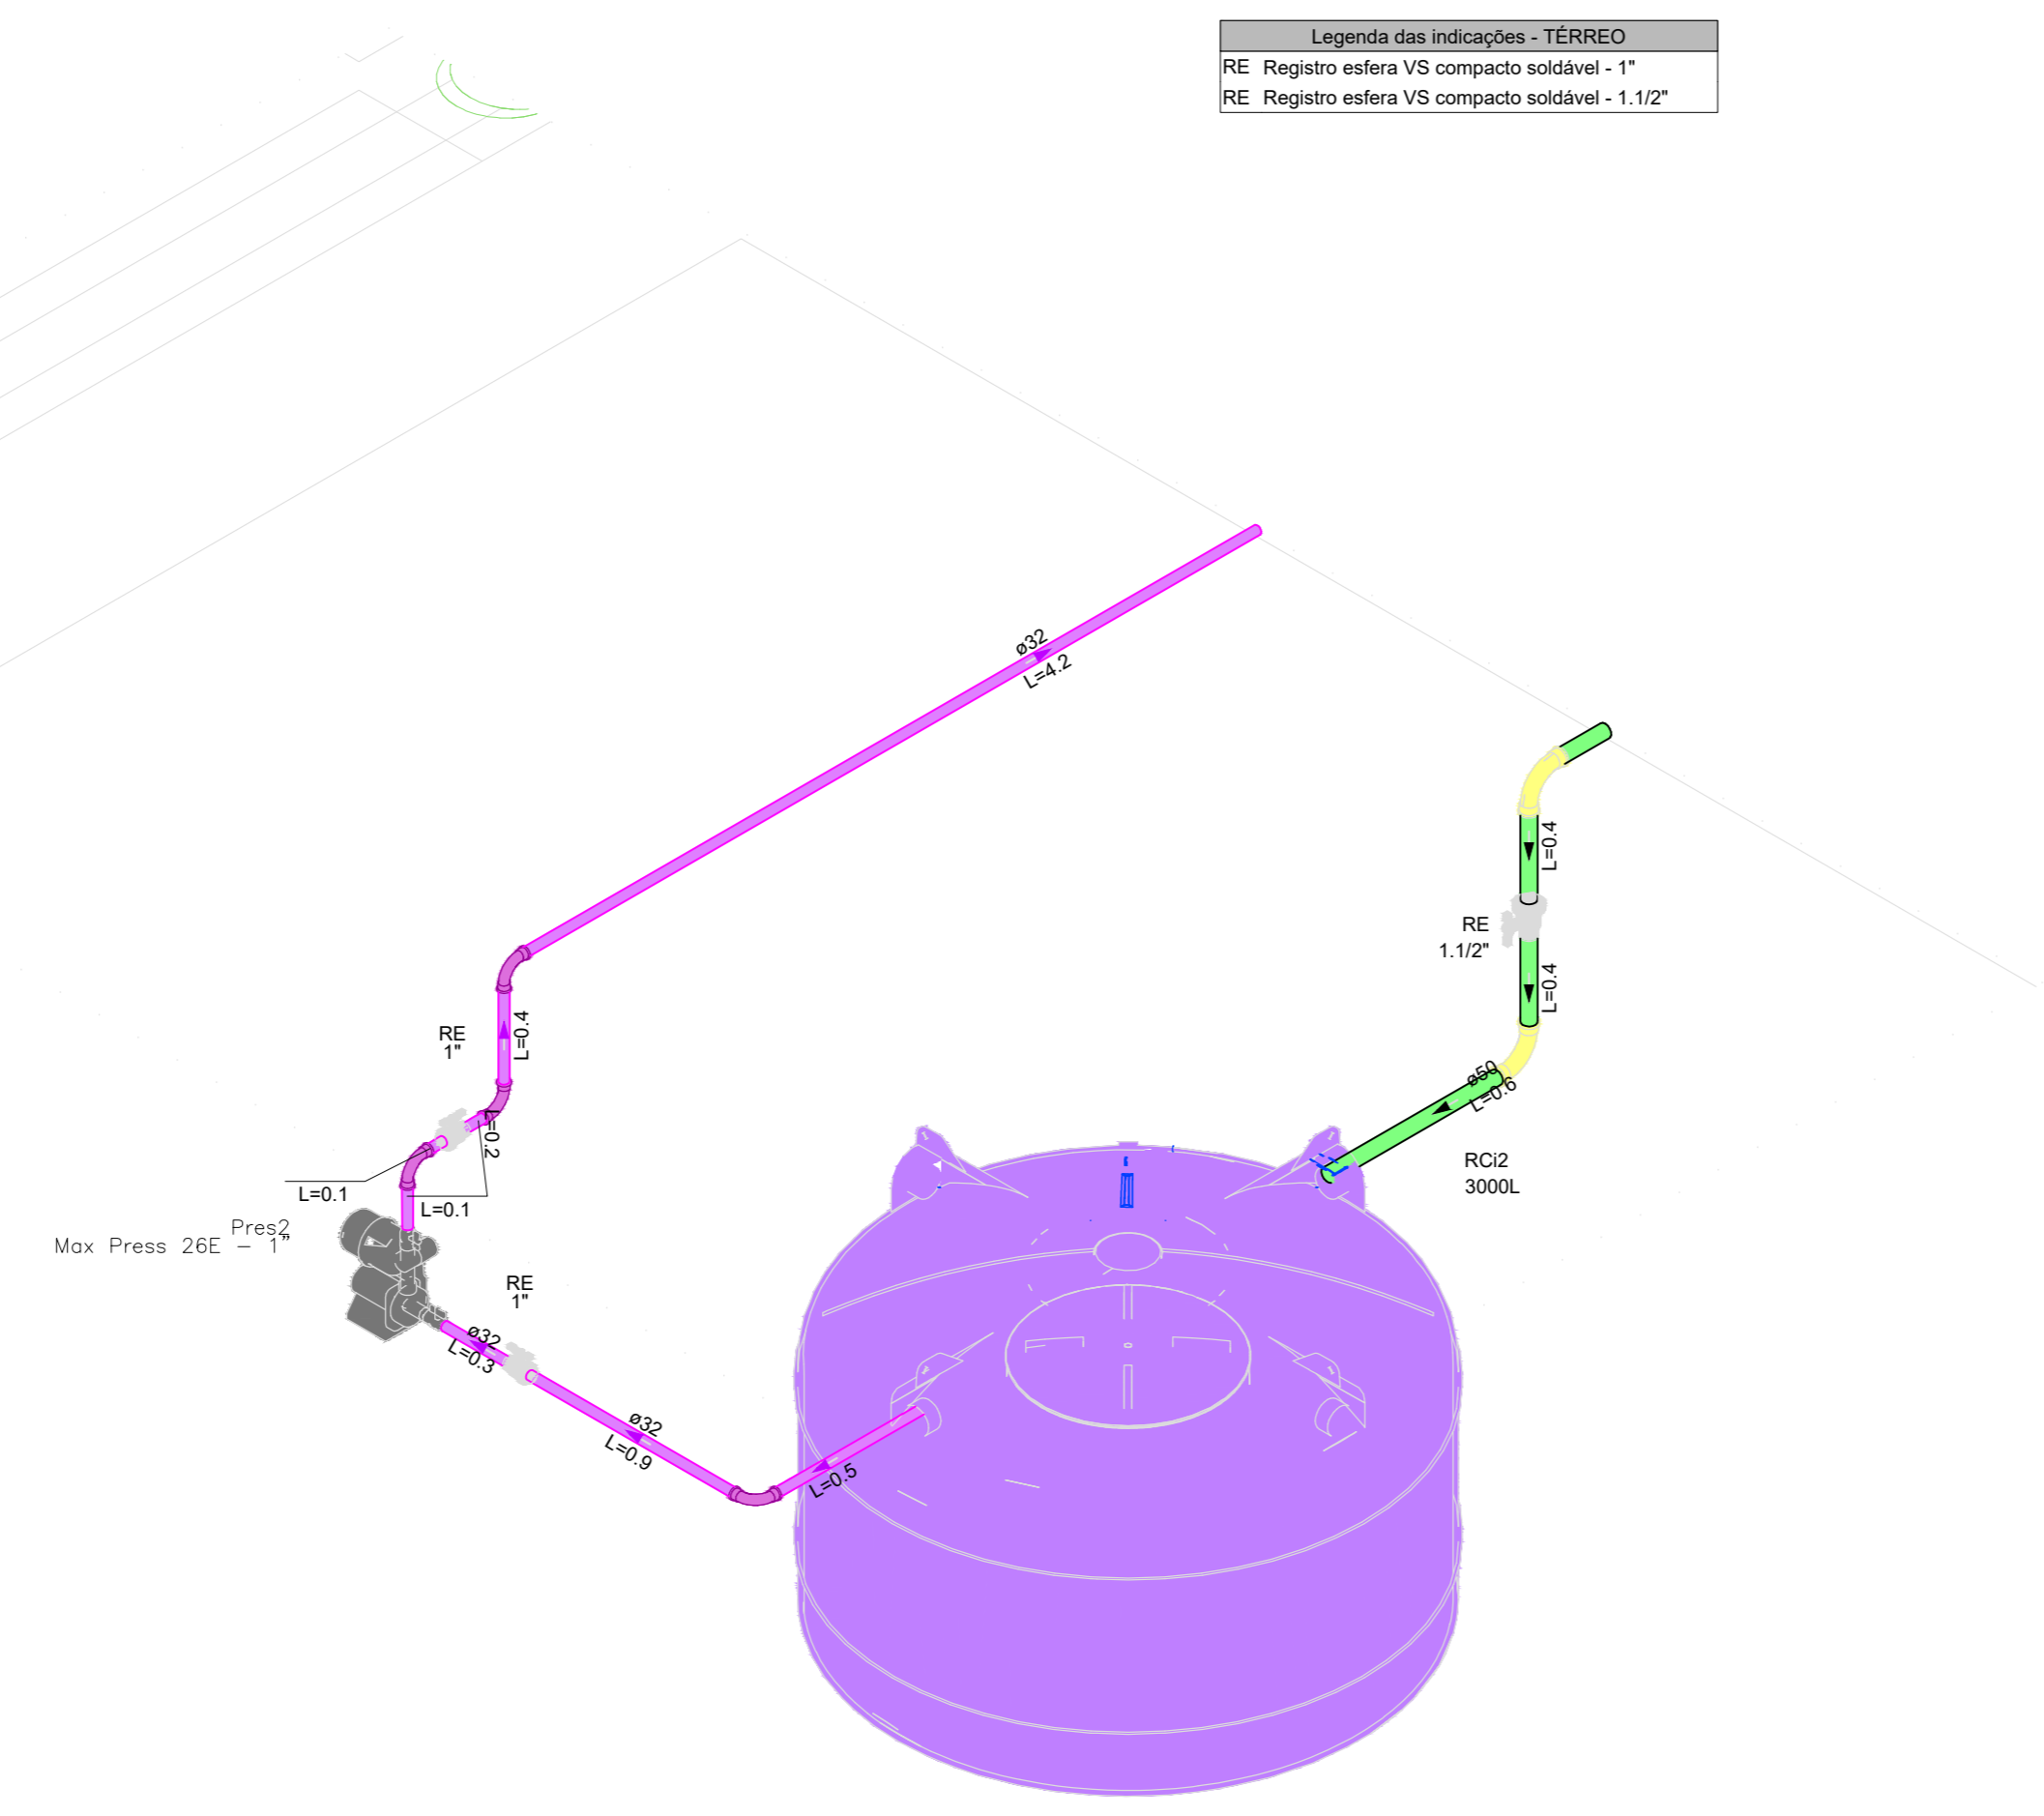 Legenda das indicações - TÉRREO
RE Registro esfera VS compacto soldável - 1"
RE Registro esfera VS compacto soldável - 1.1/2"
ø32
L=4.2
L=0.4
RE
1.1/2"
L=0.4
RE
1"
L=0.4
ø50
L=0.6
L=0.2
RCi2
3000L
L=0.1
L=0.1
Pres2
Max Press 26E - 1"
RE
1"
ø32
L=0.3
ø32
L=0.9
L=0.5